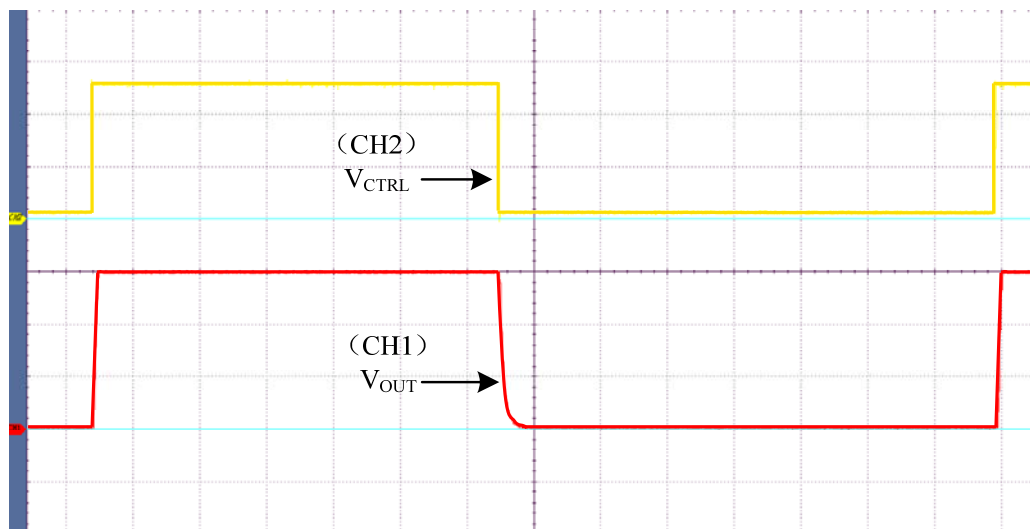 （CH2）
VCTRL
（CH1）
VOUT